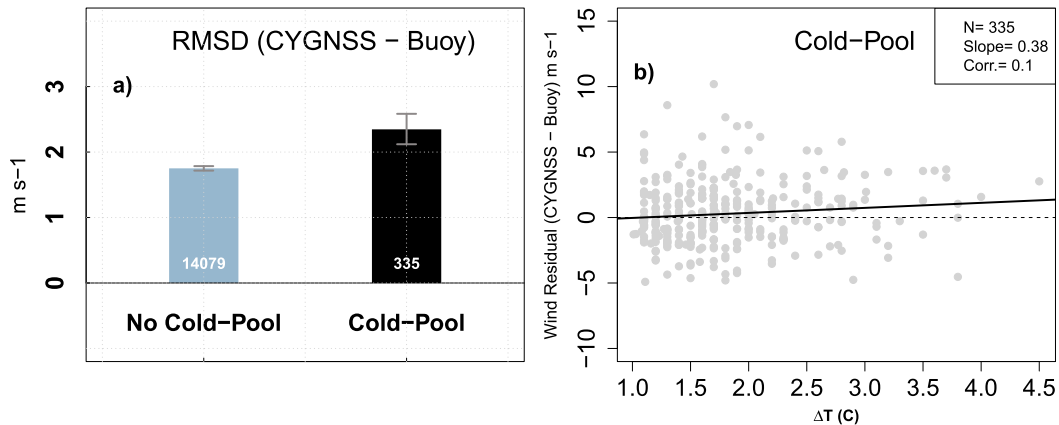 RMSD (CYGNSS − Buoy)
a)
m s−1
3
2
1
0
14079
335
No Cold−Pool
Cold−Pool
Cold−Pool
b)
N= 335
Slope= 0.38
Corr.= 0.1
Wind Residual (CYGNSS − Buoy) m s−1
15
10
5
0
−5
−10
1.0 1.5 2.0 2.5 3.0 3.5 4.0 4.5
ΔT (C)